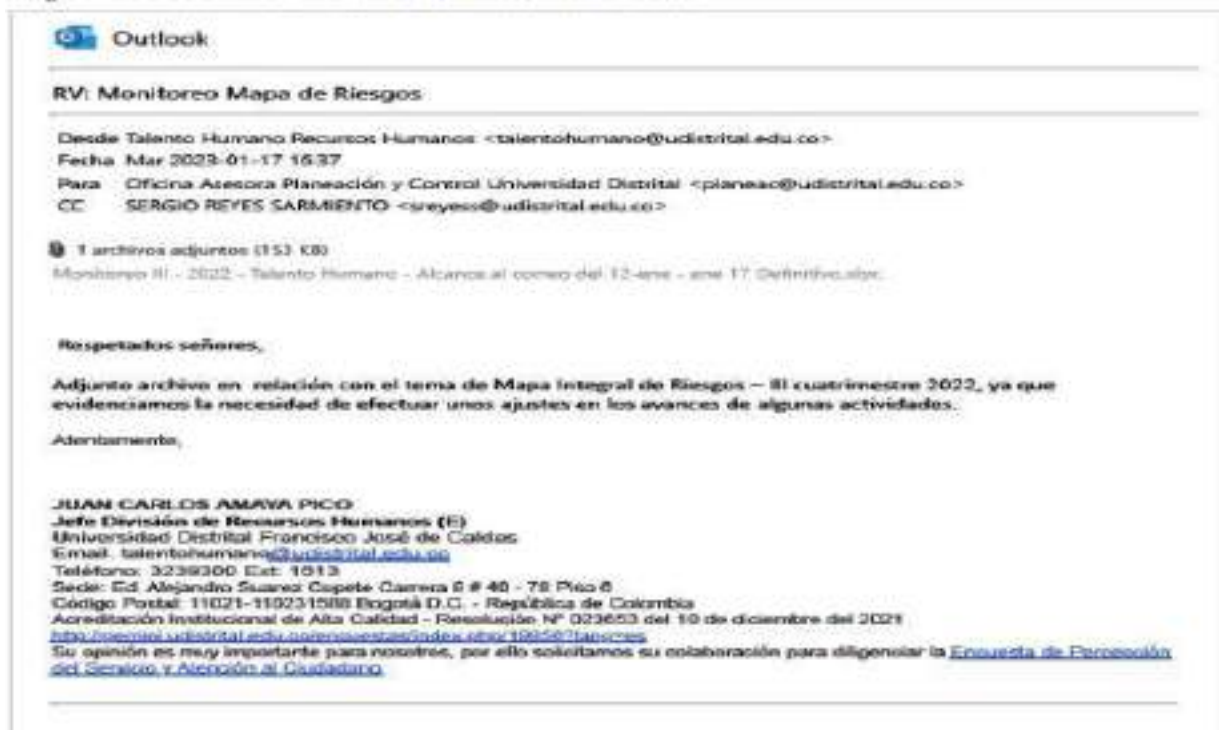 Outlook
RV: Monitoreo Mapa de Riesgos
Desde Talento Humano Recursos Humanos <talentohumano@udistrital.edu.co>
Fecha Mar 2023-01-17 16:37
Para Oficina Asesora Planeación y Control Universidad Distrital <planeac@udistrital.edu.co>
CC SERGIO REYES SARMIENTO <sreyess@udistrital.edu.co>
1 archivos adjuntos (153 KB)
Monitoreo III - 2022 - Talento Humano - Alcance al correo del 12-ene - ene 17 Definitivo.xlsx;
Respetados señores,
Adjunto archivo en relación con el tema de Mapa Integral de Riesgos – III cuatrimestre 2022, ya que
evidenciamos la necesidad de efectuar unos ajustes en los avances de algunas actividades.
Atentamente,
JUAN CARLOS AMAYA PICO
Jefe División de Recursos Humanos (E)
Universidad Distrital Francisco José de Caldas
Email. talentohumano@udistrital.edu.co
Teléfono: 3239300 Ext: 1613
Sede: Ed. Alejandro Suarez Copete Carrera 8 # 40 - 78 Piso 6
Código Postal: 11021-110231588 Bogotá D.C. - República de Colombia
Acreditación Institucional de Alta Calidad - Resolución N° 023653 del 10 de diciembre del 2021
Su opinión es muy importante para nosotros, por ello solicitamos su colaboración para diligenciar la Encuesta de Percepción
del Servicio y Atención al Ciudadano